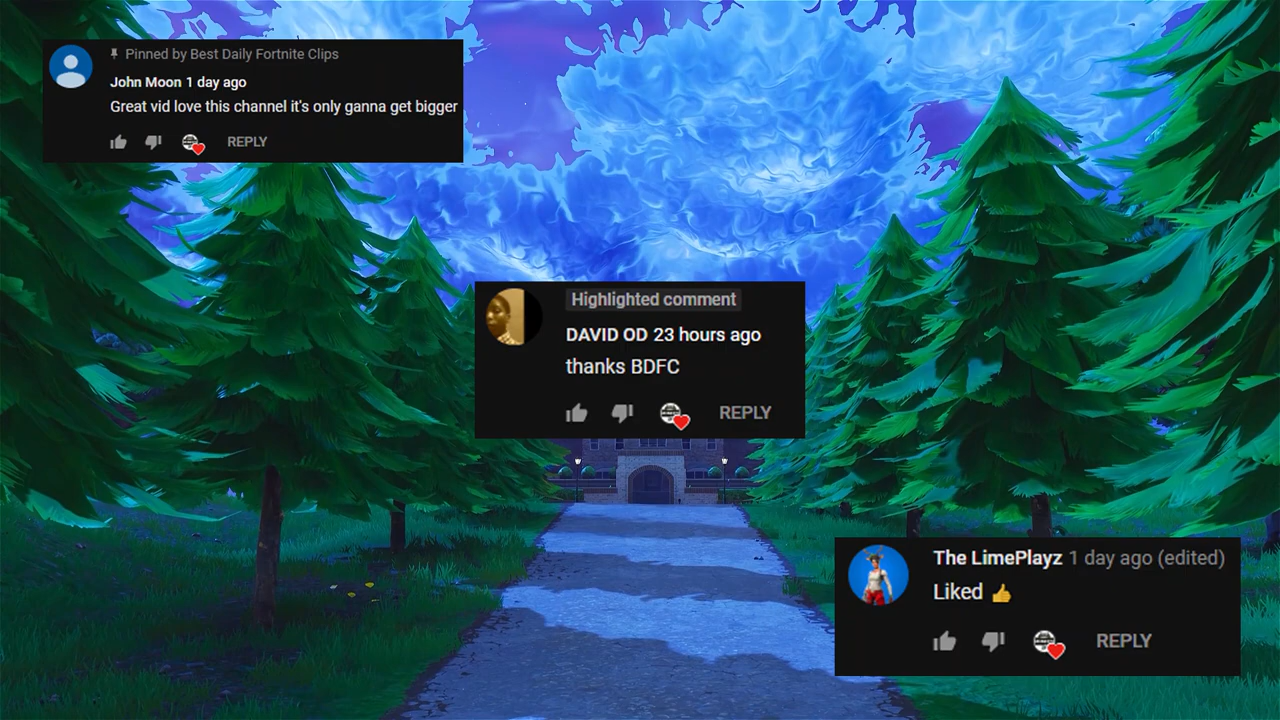 Pinned by Best Daily Fortnite Clips
John Moon 1 day ago
Great vid love this channel it's only ganna get bigger
REPLY
Highlighted comment
DAVID OD 23 hours ago
thanks BDFC
REPLY
The LimePlayz 1 day ago (edited)
Liked 👍
REPLY